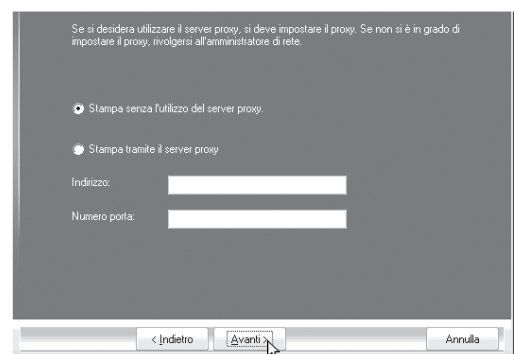 Se si desidera utilizzare il server proxy, si deve impostare il proxy. Se non si è in grado di
impostare il proxy, rivolgersi all'amministratore di rete.
Stampa senza l'utilizzo del server proxy.
Stampa tramite il server proxy
Indirizzo:
Numero porta:
< Indietro
Avanti >
Annulla